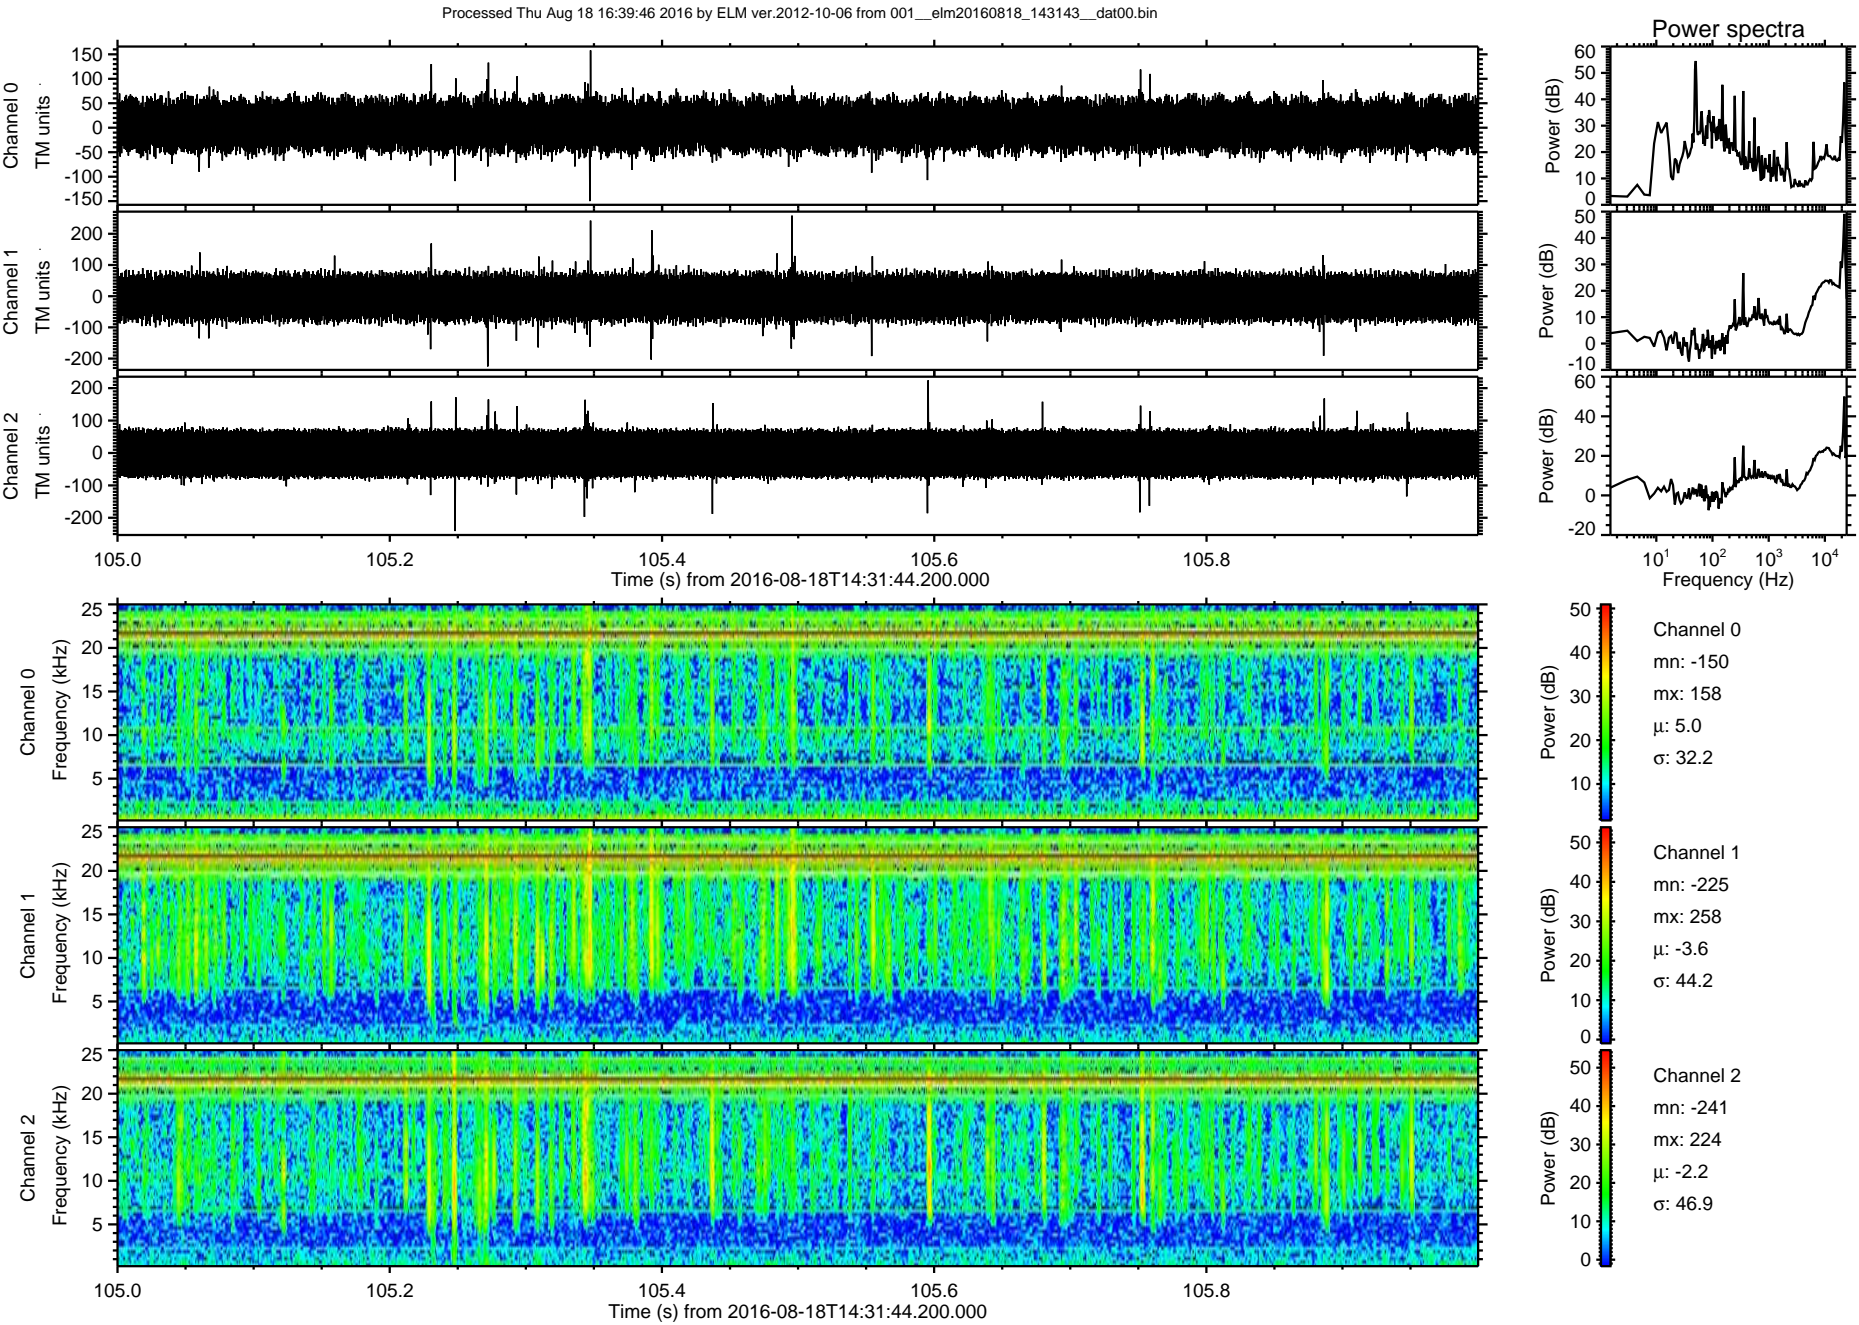 Processed Thu Aug 18 16:39:46 2016 by ELM ver.2012-10-06 from 001__elm20160818_143143__dat00.bin
Power spectra
Channel 0
TM units
150
100
50
0
-50
-100
-150
Power (dB)
60
50
40
30
20
10
0
Channel 1
TM units
200
100
0
-100
-200
Power (dB)
50
40
30
20
10
0
-10
Channel 2
TM units
200
100
0
-100
-200
Power (dB)
60
40
20
0
-20
105.0 105.2 105.4 105.6 105.8
Time (s) from 2016-08-18T14:31:44.200.000
10^1 10^2 10^3 10^4
Frequency (Hz)
Channel 0
Frequency (kHz)
25
20
15
10
5
Power (dB)
50
40
30
20
10
Channel 0
mn: -150
mx: 158
μ: 5.0
σ: 32.2
Channel 1
Frequency (kHz)
25
20
15
10
5
Power (dB)
50
40
30
20
10
0
Channel 1
mn: -225
mx: 258
μ: -3.6
σ: 44.2
Channel 2
Frequency (kHz)
25
20
15
10
5
Power (dB)
50
40
30
20
10
0
Channel 2
mn: -241
mx: 224
μ: -2.2
σ: 46.9
105.0 105.2 105.4 105.6 105.8
Time (s) from 2016-08-18T14:31:44.200.000